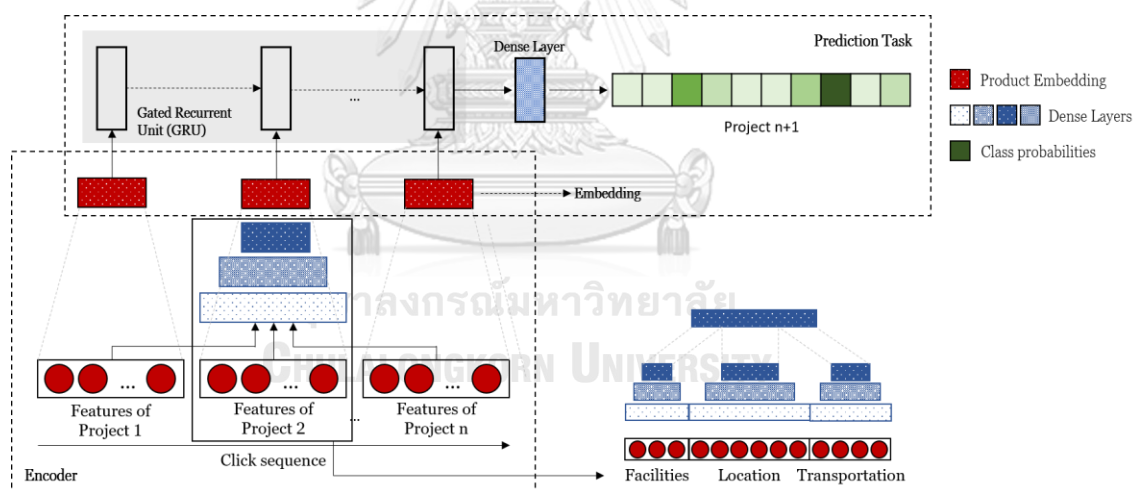 Prediction Task
Dense Layer
Gated Recurrent
Unit (GRU)
...
Project n+1
Product Embedding
Dense Layers
Class probabilities
Embedding
จุฬาลงกรณ์มหาวิทยาลัย
CHULALONGKORN UNIVERSITY
... ... ...
Features of
Project 1
Features of
Project 2
...
Features of
Project n
Click sequence
Encoder
Facilities Location Transportation